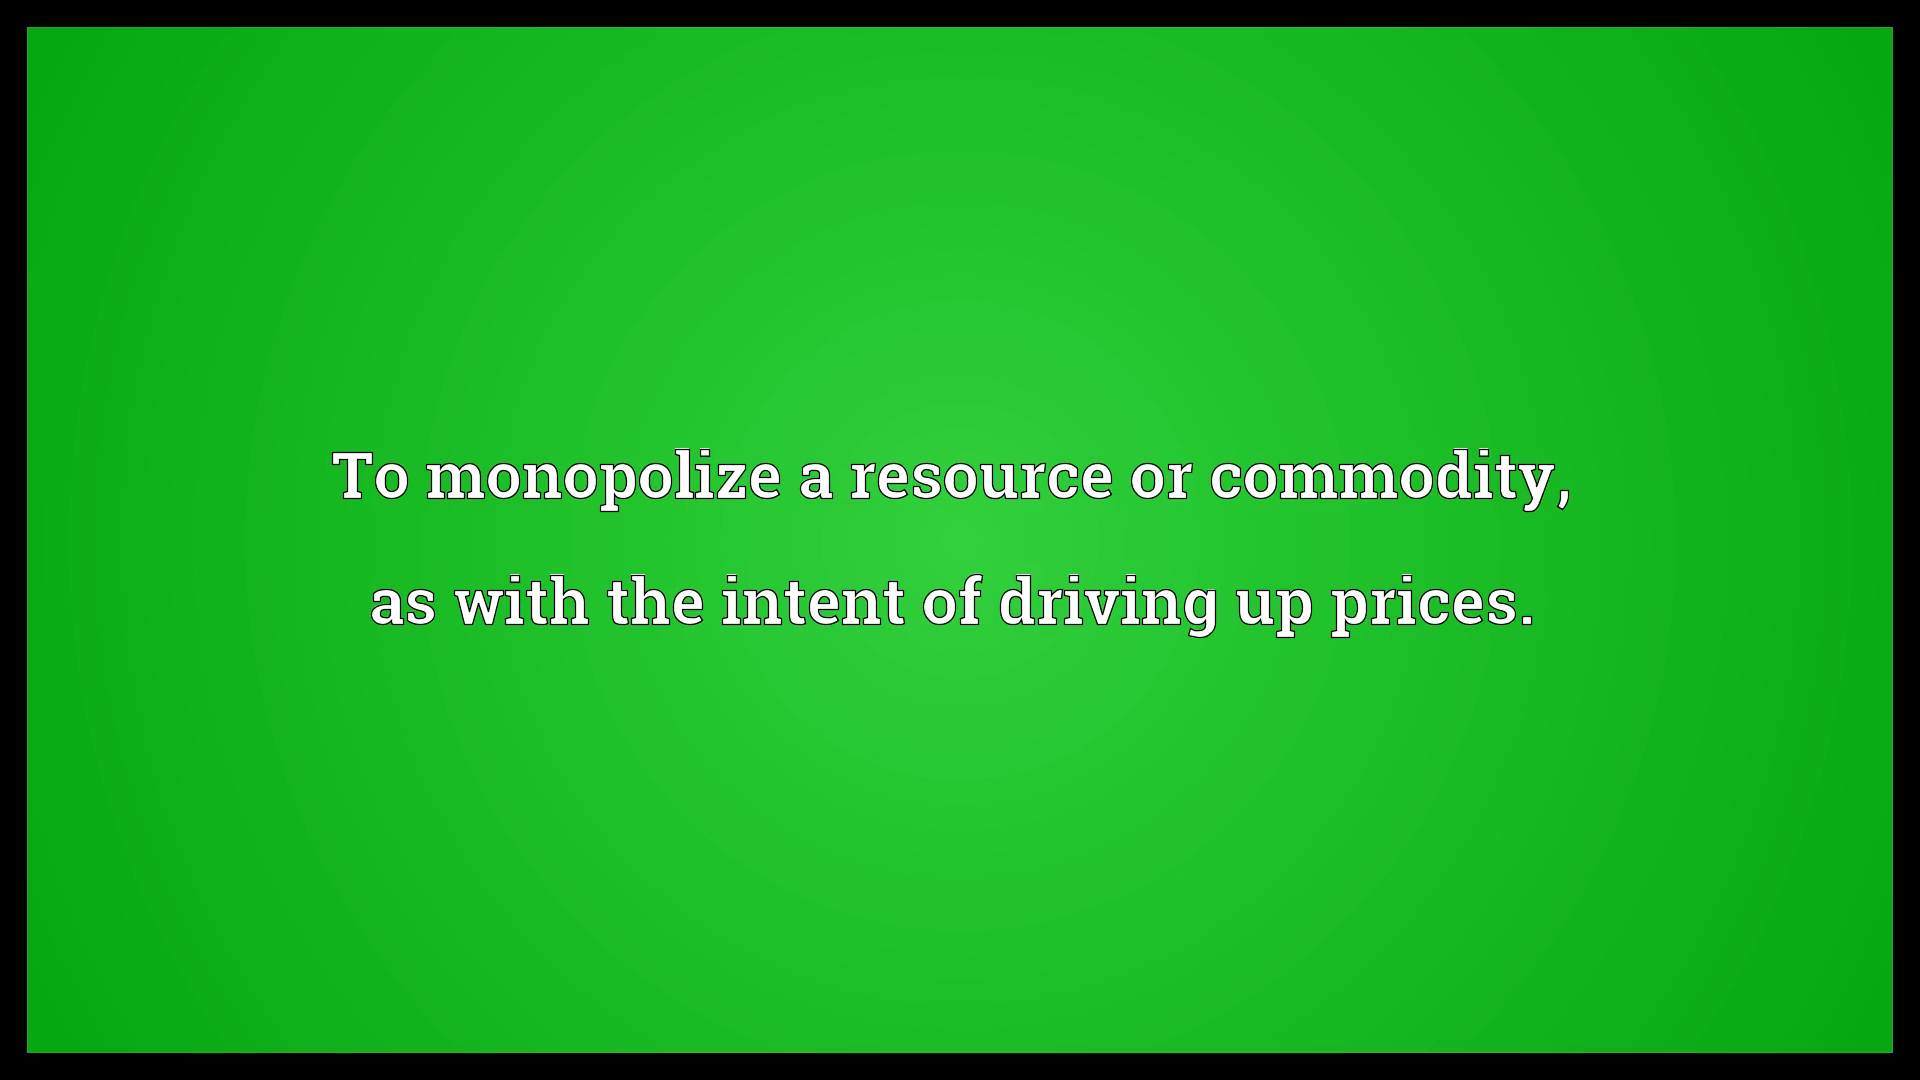 To monopolize a resource or commodity,
as with the intent of driving up prices.